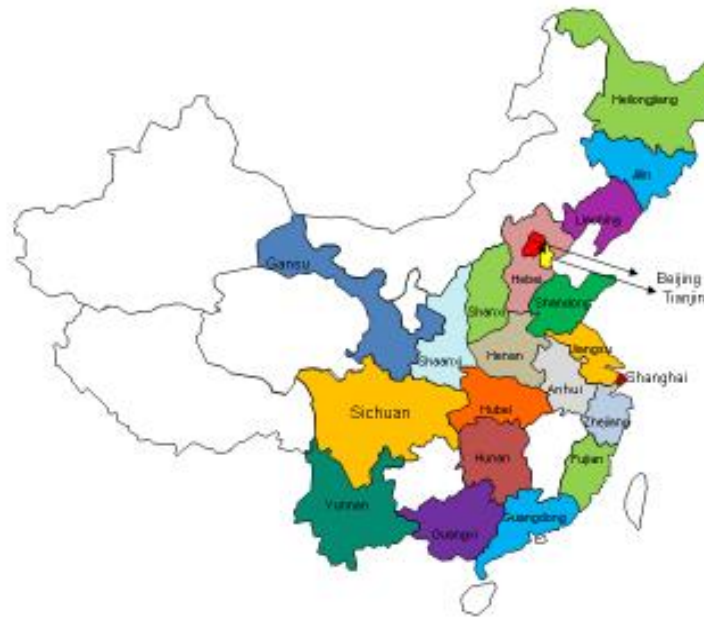 Heilongjiang
Jilin
Liaoning
Gansu
Beijing
Hebei
Tianjin
Shandong
Shanxi
Jiangsu
Henan
Shaanxi
Shanghai
Anhui
Sichuan
Hubei
Zhejiang
Hunan
Fujian
Yunnan
Guangdong
Guangxi